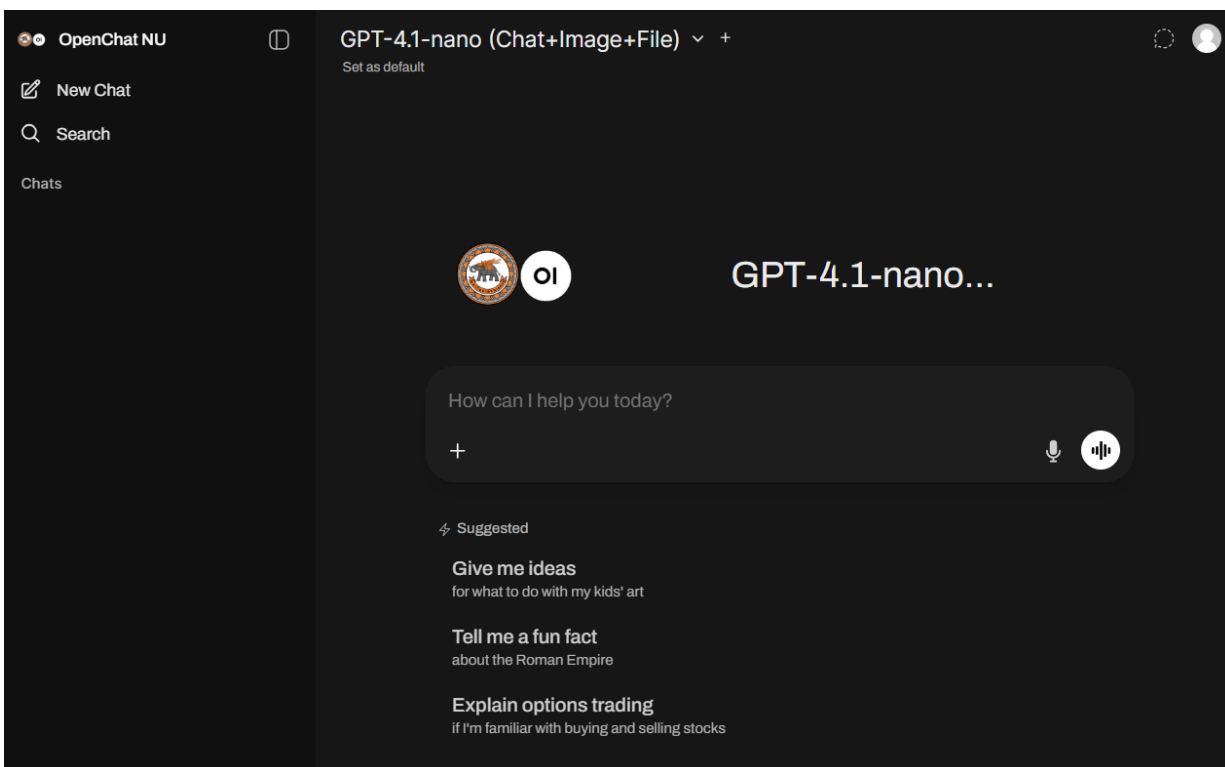 OpenChat NU
New Chat
Search
Chats
GPT-4.1-nano (Chat+Image+File)
Set as default
OI
GPT-4.1-nano...
How can I help you today?
Suggested
Give me ideas
for what to do with my kids' art
Tell me a fun fact
about the Roman Empire
Explain options trading
if I'm familiar with buying and selling stocks